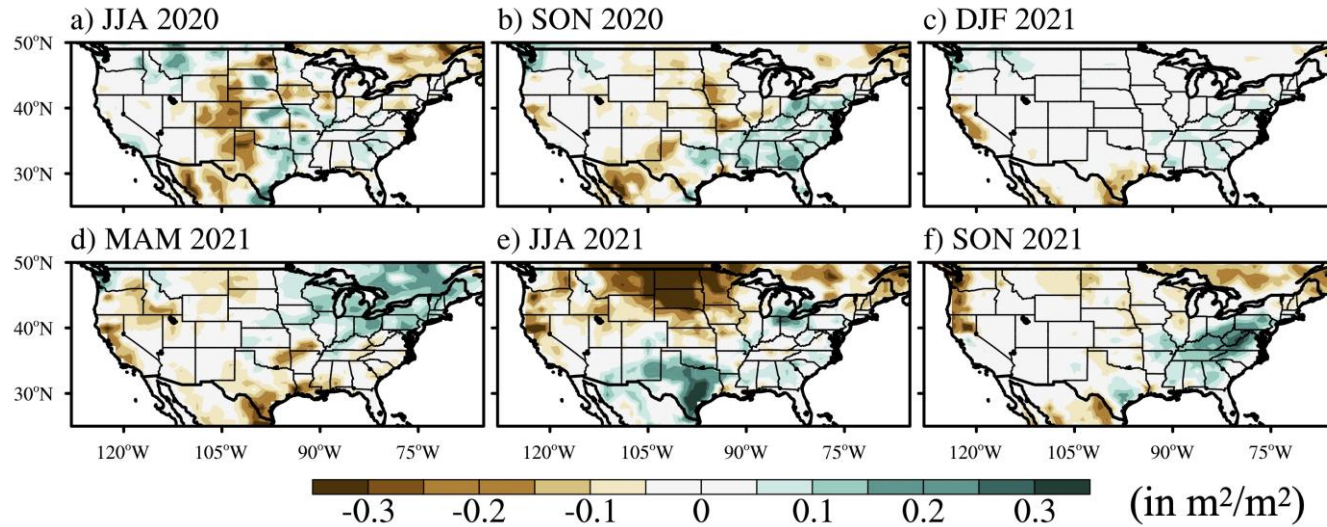 a) JJA 2020 b) SON 2020 c) DJF 2021
50°N
40°N
30°N
d) MAM 2021 e) JJA 2021 f) SON 2021
50°N
40°N
30°N
120°W 105°W 90°W 75°W 120°W 105°W 90°W 75°W 120°W 105°W 90°W 75°W
-0.3 -0.2 -0.1 0 0.1 0.2 0.3 (in m²/m²)